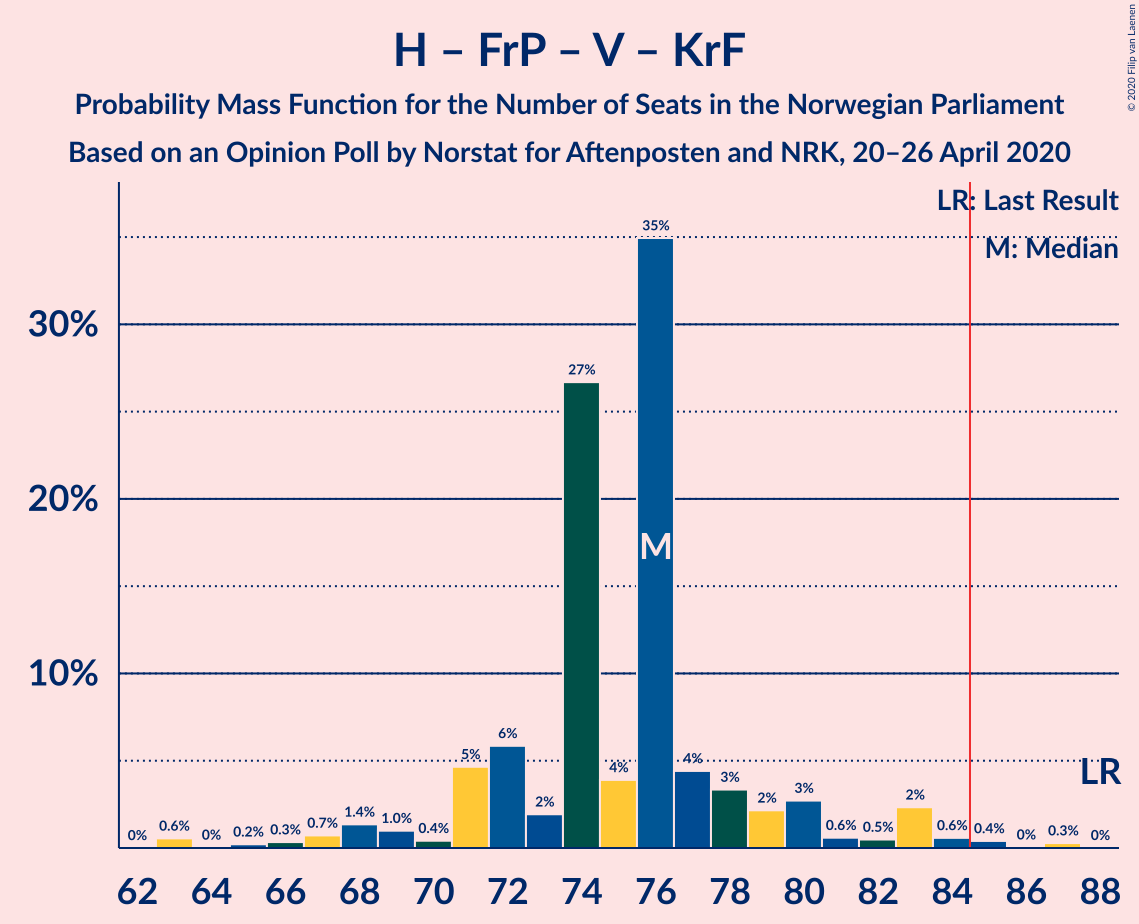 H – FrP – V – KrF
Probability Mass Function for the Number of Seats in the Norwegian Parliament
Based on an Opinion Poll by Norstat for Aftenposten and NRK, 20–26 April 2020
© 2020 Filip van Laenen
LR: Last Result
M: Median
30%
20%
10%
0% 0.6% 0% 0.2% 0.3% 0.7% 1.4% 1.0% 0.4% 5% 6% 2% 27% 4% 35% 4% 3% 2% 3% 0.6% 0.5% 2% 0.6% 0.4% 0% 0.3% 0%
M
LR
62 64 66 68 70 72 74 76 78 80 82 84 86 88